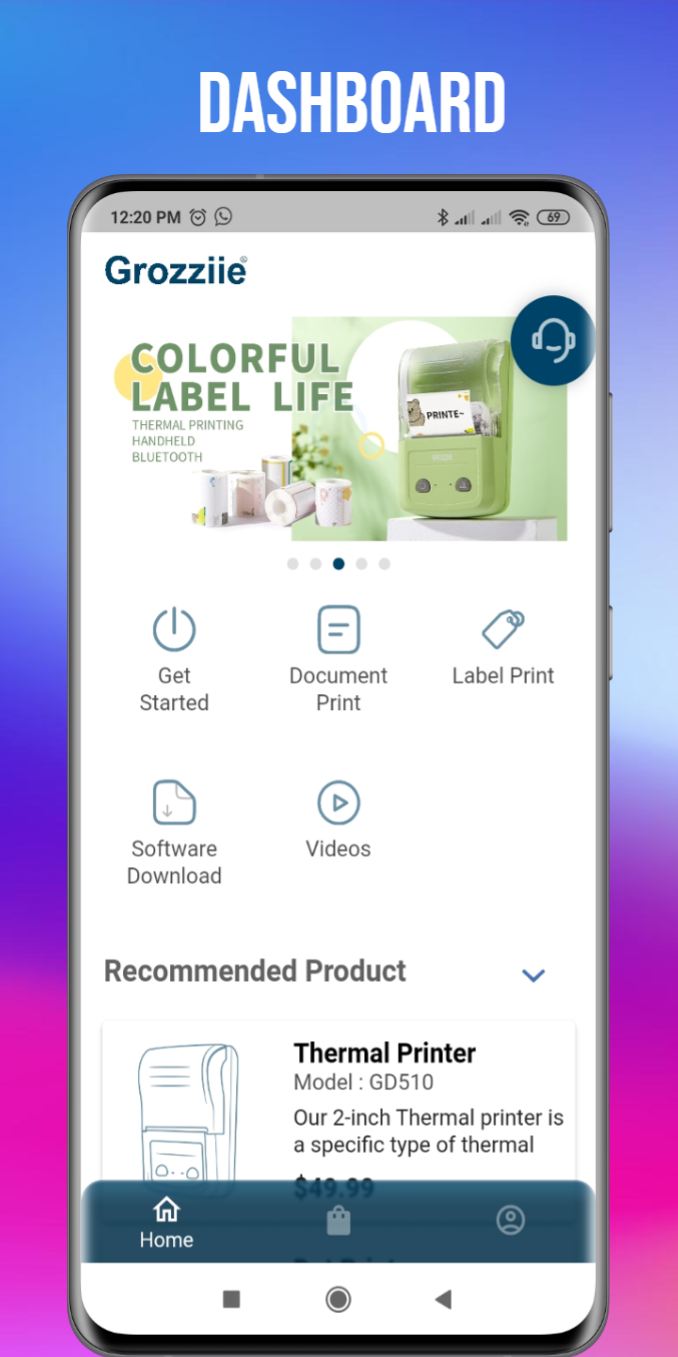 DASHBOARD
12:20 PM
69
Grozziie
COLORFUL
LABEL LIFE
THERMAL PRINTING
HANDHELD
BLUETOOTH
PRINTE~
Get
Started
Document
Print
Label Print
Software
Download
Videos
Recommended Product
Thermal Printer
Model : GD510
Our 2-inch Thermal printer is
a specific type of thermal
$49.99
Home